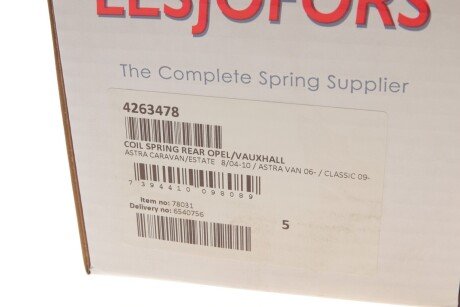 LESJÖFORS
The Complete Spring Supplier
4263478
COIL SPRING REAR OPEL/VAUXHALL
ASTRA CARAVAN/ESTATE 8/04-10 / ASTRA VAN 06- / CLASSIC 09-
7 394410 098089
Item no: 78031
Delivery no: 6540756
5